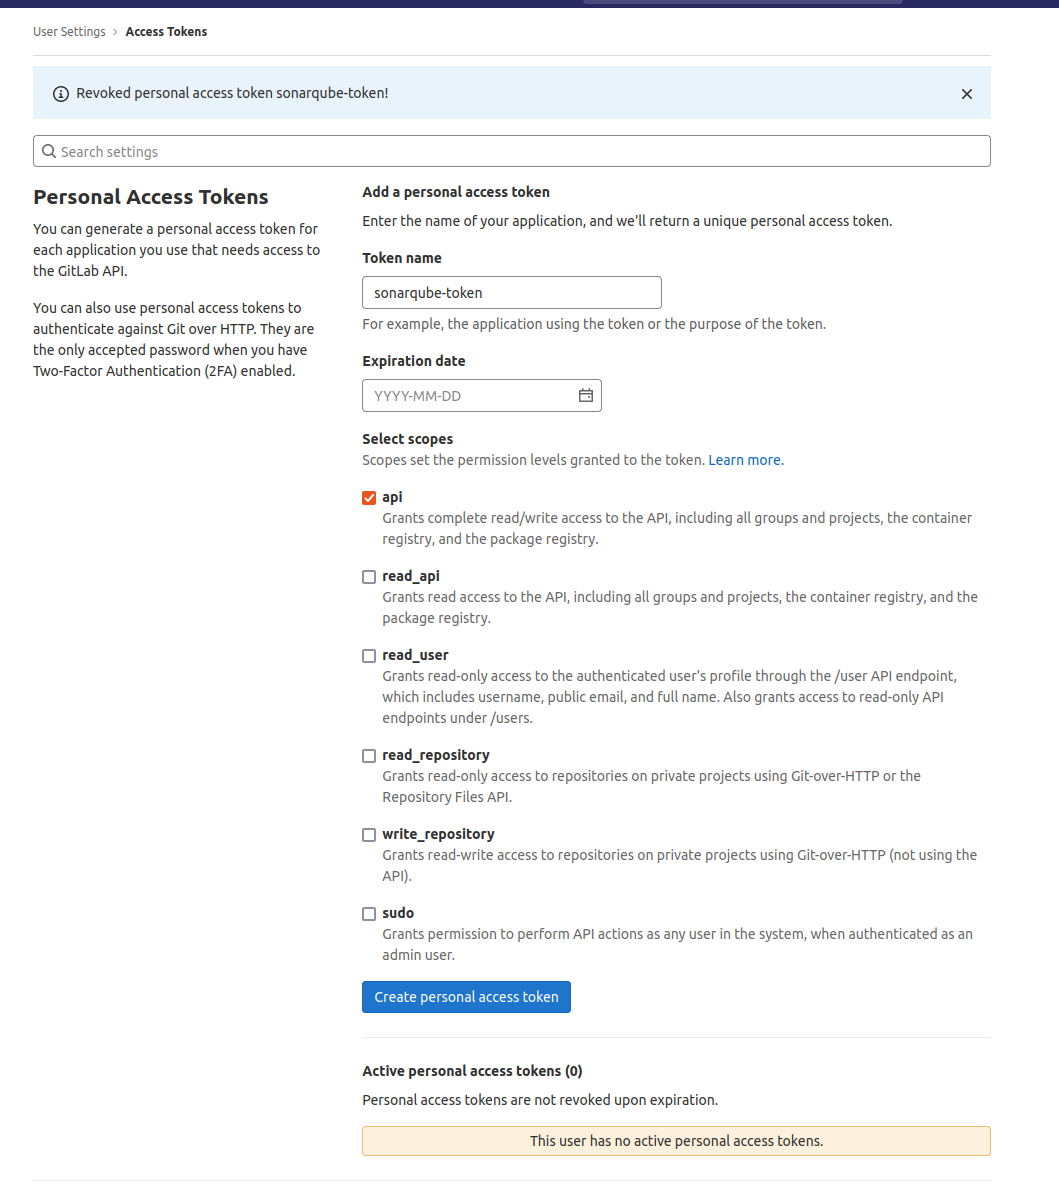 User Settings › Access Tokens
Revoked personal access token sonarqube-token!
Search settings
Personal Access Tokens
You can generate a personal access token for
each application you use that needs access to
the GitLab API.
You can also use personal access tokens to
authenticate against Git over HTTP. They are
the only accepted password when you have
Two-Factor Authentication (2FA) enabled.
Add a personal access token
Enter the name of your application, and we'll return a unique personal access token.
Token name
sonarqube-token
For example, the application using the token or the purpose of the token.
Expiration date
YYYY-MM-DD
Select scopes
Scopes set the permission levels granted to the token. Learn more.
api
Grants complete read/write access to the API, including all groups and projects, the container
registry, and the package registry.
read_api
Grants read access to the API, including all groups and projects, the container registry, and the
package registry.
read_user
Grants read-only access to the authenticated user's profile through the /user API endpoint,
which includes username, public email, and full name. Also grants access to read-only API
endpoints under /users.
read_repository
Grants read-only access to repositories on private projects using Git-over-HTTP or the
Repository Files API.
write_repository
Grants read-write access to repositories on private projects using Git-over-HTTP (not using the
API).
sudo
Grants permission to perform API actions as any user in the system, when authenticated as an
admin user.
Create personal access token
Active personal access tokens (0)
Personal access tokens are not revoked upon expiration.
This user has no active personal access tokens.